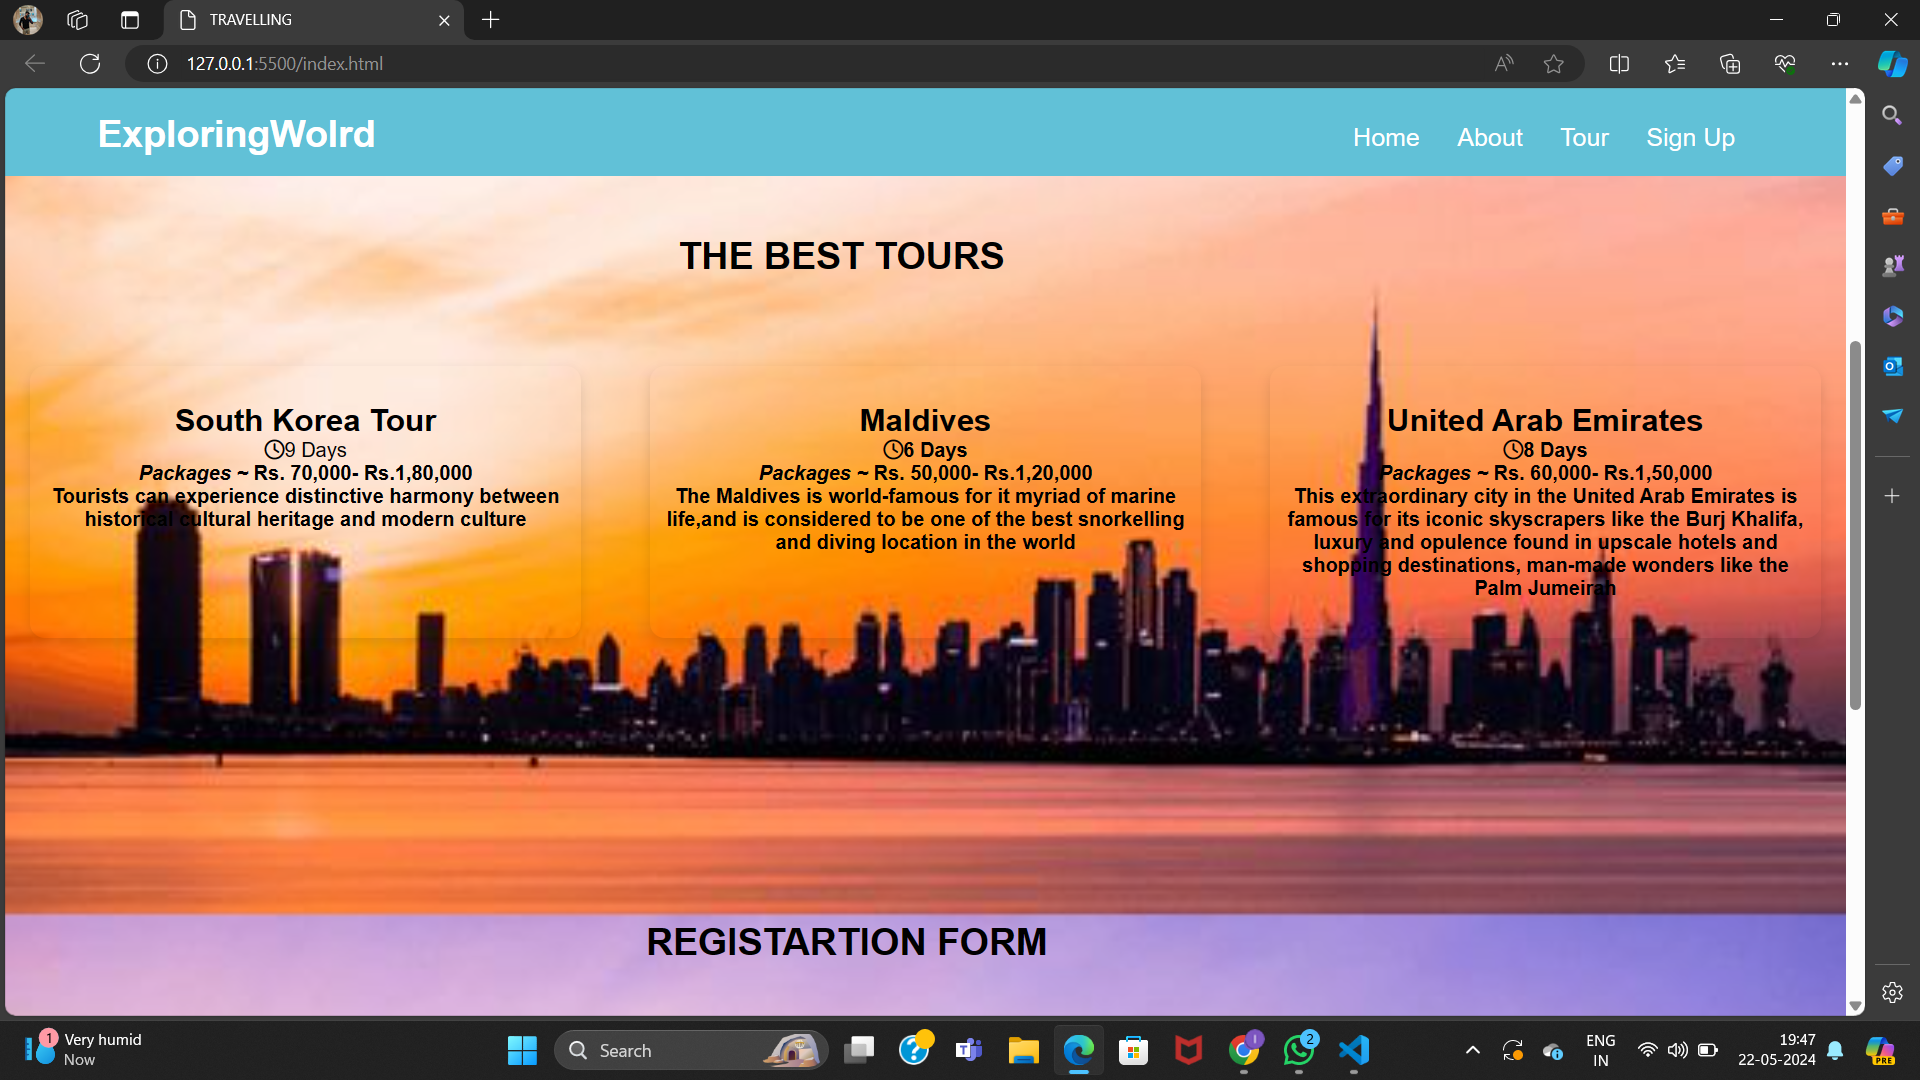 TRAVELLING
127.0.0.1:5500/index.html
ExploringWolrd
Home About Tour Sign Up
THE BEST TOURS
South Korea Tour
9 Days
Packages ~ Rs. 70,000- Rs.1,80,000
Tourists can experience distinctive harmony between
historical cultural heritage and modern culture
Maldives
6 Days
Packages ~ Rs. 50,000- Rs.1,20,000
The Maldives is world-famous for it myriad of marine
life,and is considered to be one of the best snorkelling
and diving location in the world
United Arab Emirates
8 Days
Packages ~ Rs. 60,000- Rs.1,50,000
This extraordinary city in the United Arab Emirates is
famous for its iconic skyscrapers like the Burj Khalifa,
luxury and opulence found in upscale hotels and
shopping destinations, man-made wonders like the
Palm Jumeirah
REGISTARTION FORM
1
Very humid
Now
Search
I
2
ENG
IN
19:47
22-05-2024
PRE